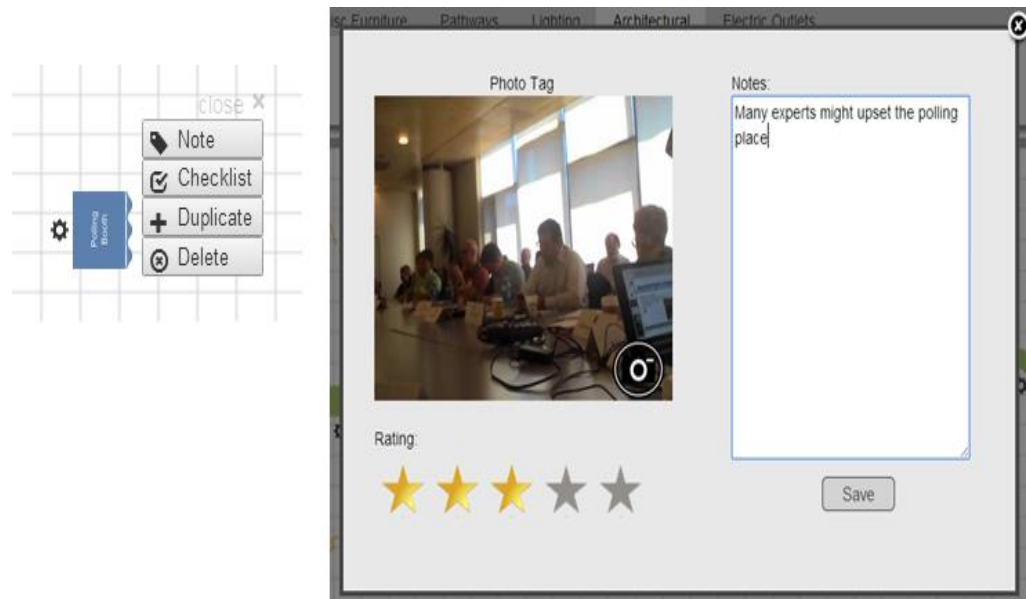 close ×
Note
Checklist
Duplicate
Delete
Polling
Booth
sc Furniture Pathways Lighting Architectural Electric Outlets
Photo Tag
Notes:
Many experts might upset the polling
place
Rating:
Save